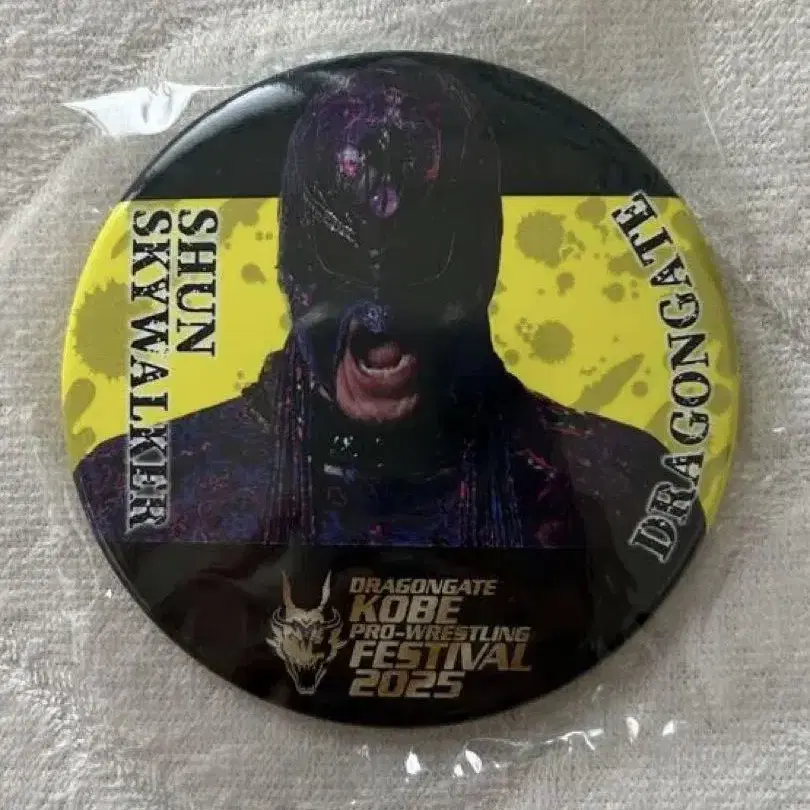 SHUN
SKYWALKER
DRAGONGATE
DRAGONGATE
KOBE
PRO-WRESTLING
FESTIVAL
2025